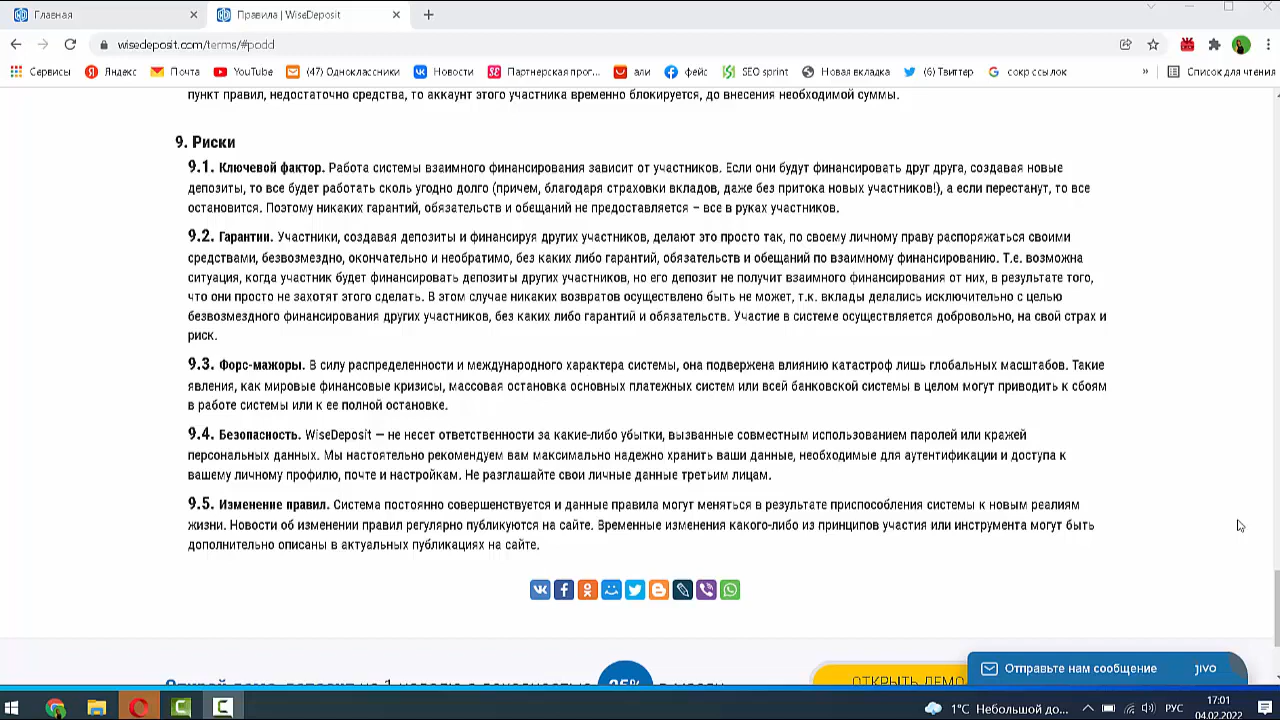 Главная
Правила | WiseDeposit
wisedeposit.com/terms/#podd
Сервисы Яндекс Почта YouTube (47) Одноклассники Новости Партнерская прог... али фейс SEO sprint Новая вкладка (6) Твиттер сокр ссылок » Список для чтения
пункт правил, недостаточно средства, то аккаунт этого участника временно блокируется, до внесения необходимой суммы.
9. Риски
9.1. Ключевой фактор. Работа системы взаимного финансирования зависит от участников. Если они будут финансировать друг друга, создавая новые
депозиты, то все будет работать сколь угодно долго (причем, благодаря страховки вкладов, даже без притока новых участников!), а если перестанут, то все
остановится. Поэтому никаких гарантий, обязательств и обещаний не предоставляется – все в руках участников.
9.2. Гарантии. Участники, создавая депозиты и финансируя других участников, делают это просто так, по своему личному праву распоряжаться своими
средствами, безвозмездно, окончательно и необратимо, без каких либо гарантий, обязательств и обещаний по взаимному финансированию. Т.е. возможна
ситуация, когда участник будет финансировать депозиты других участников, но его депозит не получит взаимного финансирования от них, в результате того,
что они просто не захотят этого сделать. В этом случае никаких возвратов осуществлено быть не может, т.к. вклады делались исключительно с целью
безвозмездного финансирования других участников, без каких либо гарантий и обязательств. Участие в системе осуществляется добровольно, на свой страх и
риск.
9.3. Форс-мажоры. В силу распределенности и международного характера системы, она подвержена влиянию катастроф лишь глобальных масштабов. Такие
явления, как мировые финансовые кризисы, массовая остановка основных платежных систем или всей банковской системы в целом могут приводить к сбоям
в работе системы или к ее полной остановке.
9.4. Безопасность. WiseDeposit — не несет ответственности за какие-либо убытки, вызванные совместным использованием паролей или кражей
персональных данных. Мы настоятельно рекомендуем вам максимально надежно хранить ваши данные, необходимые для аутентификации и доступа к
вашему личному профилю, почте и настройкам. Не разглашайте свои личные данные третьим лицам.
9.5. Изменение правил. Система постоянно совершенствуется и данные правила могут меняться в результате приспособления системы к новым реалиям
жизни. Новости об изменении правил регулярно публикуются на сайте. Временные изменения какого-либо из принципов участия или инструмента могут быть
дополнительно описаны в актуальных публикациях на сайте.
Отправьте нам сообщение JIVO
ОТКРЫТЬ ДЕМО
1°C Небольшой до... РУС 17:01
04.02.2022